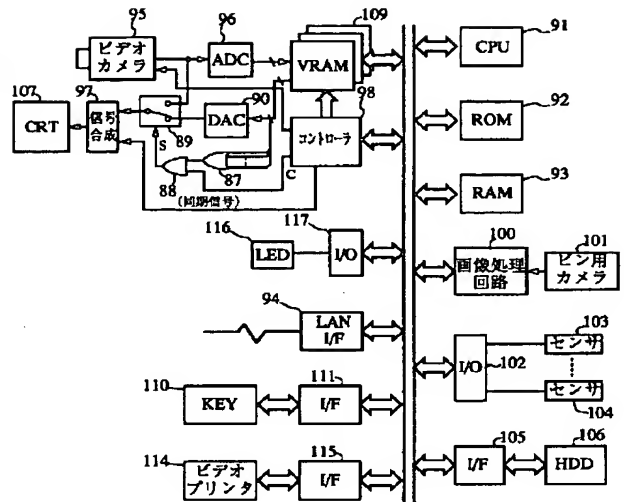 95
ビデオ
カメラ
96
ADC
109
VRAM
91
CPU
107
CRT
97
信号
合成
89
S
90
DAC
98
コントローラ
92
ROM
88
87
C
(同期信号)
93
RAM
116
LED
117
I/O
100
画像処理
回路
101
ピン用
カメラ
94
LAN
I/F
I/O
102
103
センサ
センサ
104
110
KEY
111
I/F
114
ビデオ
プリンタ
115
I/F
105
I/F
106
HDD